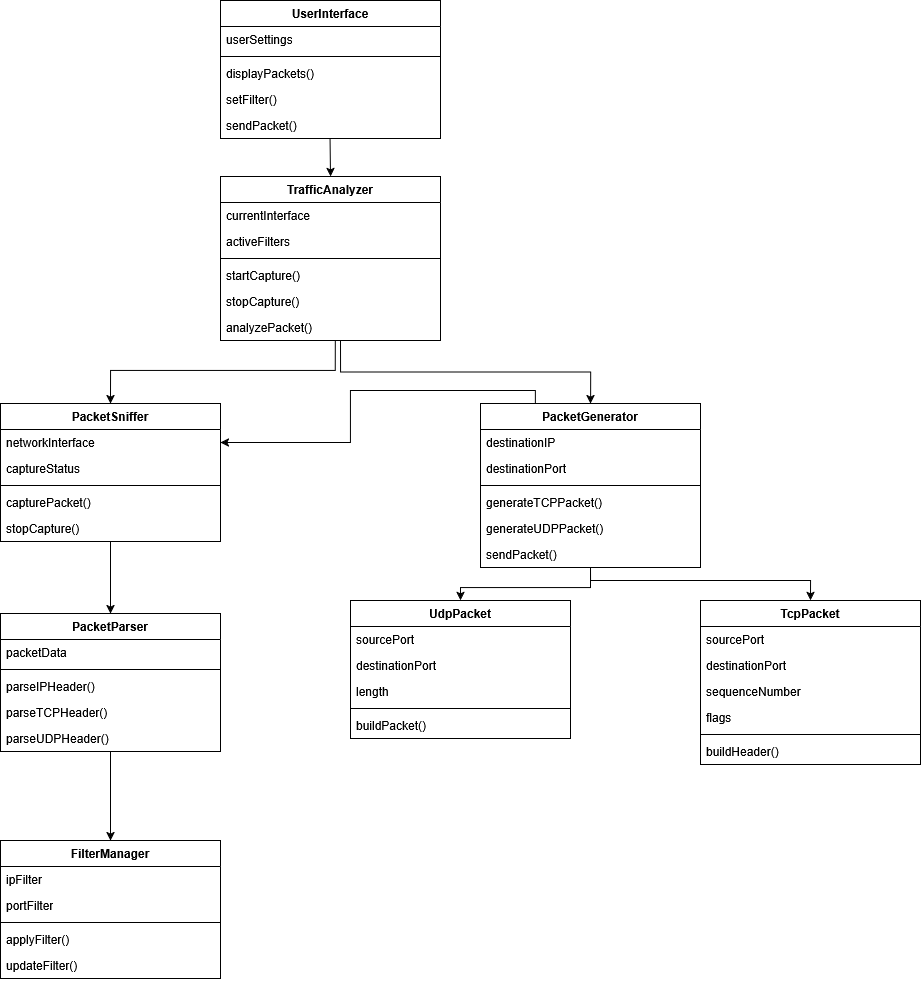 UserInterface
userSettings
displayPackets()
setFilter()
sendPacket()
TrafficAnalyzer
currentInterface
activeFilters
startCapture()
stopCapture()
analyzePacket()
PacketSniffer
networkInterface
captureStatus
capturePacket()
stopCapture()
PacketGenerator
destinationIP
destinationPort
generateTCPPacket()
generateUDPPacket()
sendPacket()
PacketParser
packetData
parseIPHeader()
parseTCPHeader()
parseUDPHeader()
UdpPacket
sourcePort
destinationPort
length
buildPacket()
TcpPacket
sourcePort
destinationPort
sequenceNumber
flags
buildHeader()
FilterManager
ipFilter
portFilter
applyFilter()
updateFilter()